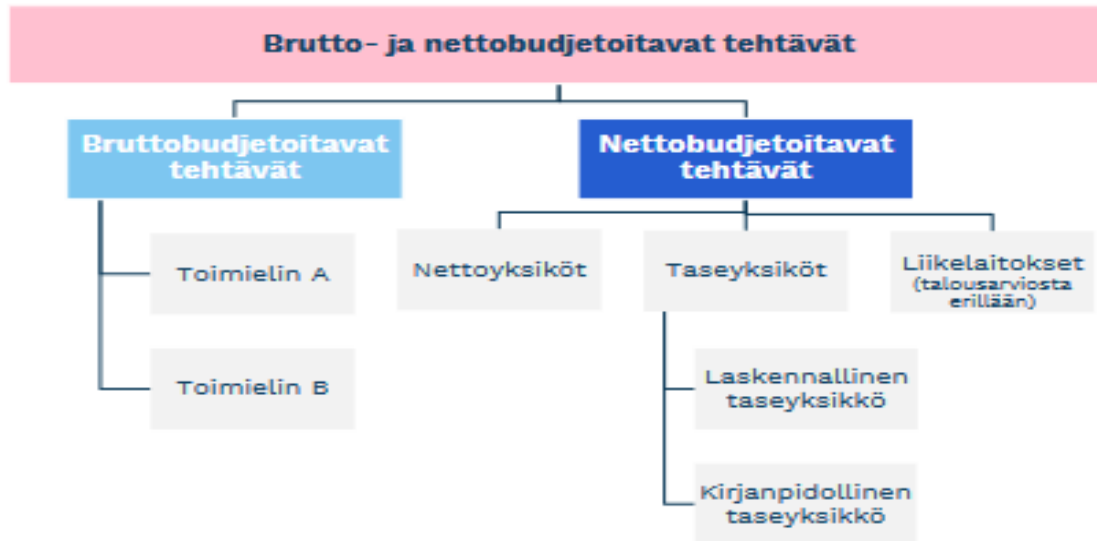 Brutto- ja nettobudjetoitavat tehtävät
Bruttobudjetoitavat
tehtävät
Nettobudjetoitavat
tehtävät
Toimielin A
Toimielin B
Nettoyksiköt
Taseyksiköt
Liikelaitokset
(talousarviosta
erillään)
Laskennallinen
taseyksikkö
Kirjanpidollinen
taseyksikkö